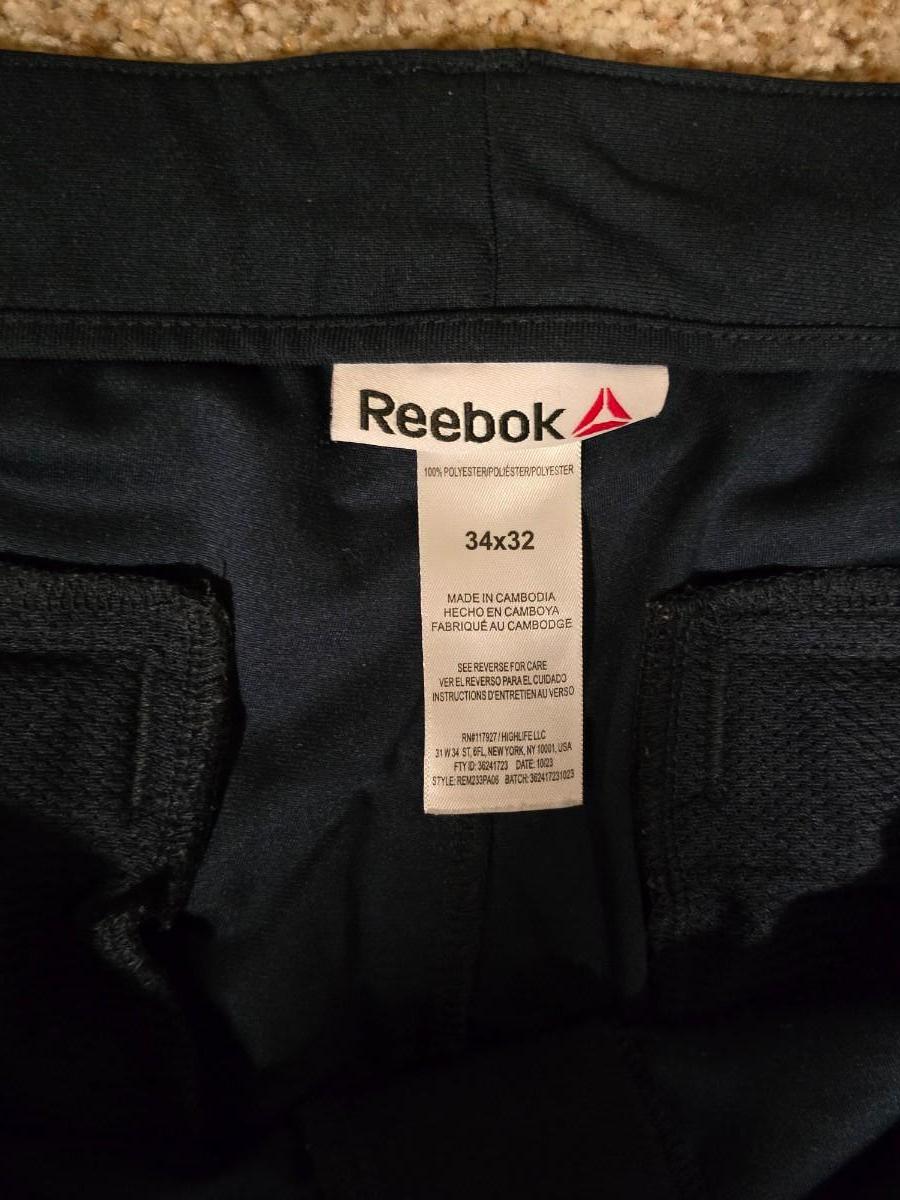 Reebok
100% POLYESTER/POLIÉSTER/POLYESTER
34x32
MADE IN CAMBODIA
HECHO EN CAMBOYA
FABRIQUÉ AU CAMBODGE
SEE REVERSE FOR CARE
VER EL REVERSO PARA EL CUIDADO
INSTRUCTIONS D'ENTRETIEN AU VERSO
RN#117927 / HIGHLIFE LLC
31 W 34 ST, 6FL, NEW YORK, NY 10001, USA
FTY ID: 36241723 DATE: 10/23
STYLE: REM233PA06 BATCH: 362417231023